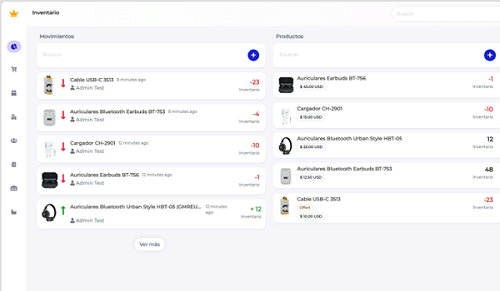 Inventario
Buscar
Movimientos
Buscar
Cable USB-C 3513 8 minutes ago
Admin Test
-23
Inventario
Auriculares Bluetooth Earbuds BT-753 8 minutes ago
Admin Test
-4
Inventario
Cargador CH-2901 12 minutes ago
Admin Test
-10
Inventario
Auriculares Earbuds BT-756 12 minutes ago
Admin Test
-1
Inventario
Auriculares Bluetooth Urban Style HBT-05 (GMREU... 12 minutes ago
Admin Test
+ 12
Inventario
Ver más
Productos
Buscar
Auriculares Earbuds BT-756
-1
Inventario
Cargador CH-2901
$ 15.00 USD
-10
Inventario
Auriculares Bluetooth Urban Style HBT-05
$ 25.00 USD
12
Inventario
Auriculares Bluetooth Earbuds BT-753
$ 12.50 USD
48
Inventario
Cable USB-C 3513
$ 10.00 USD
-23
Inventario